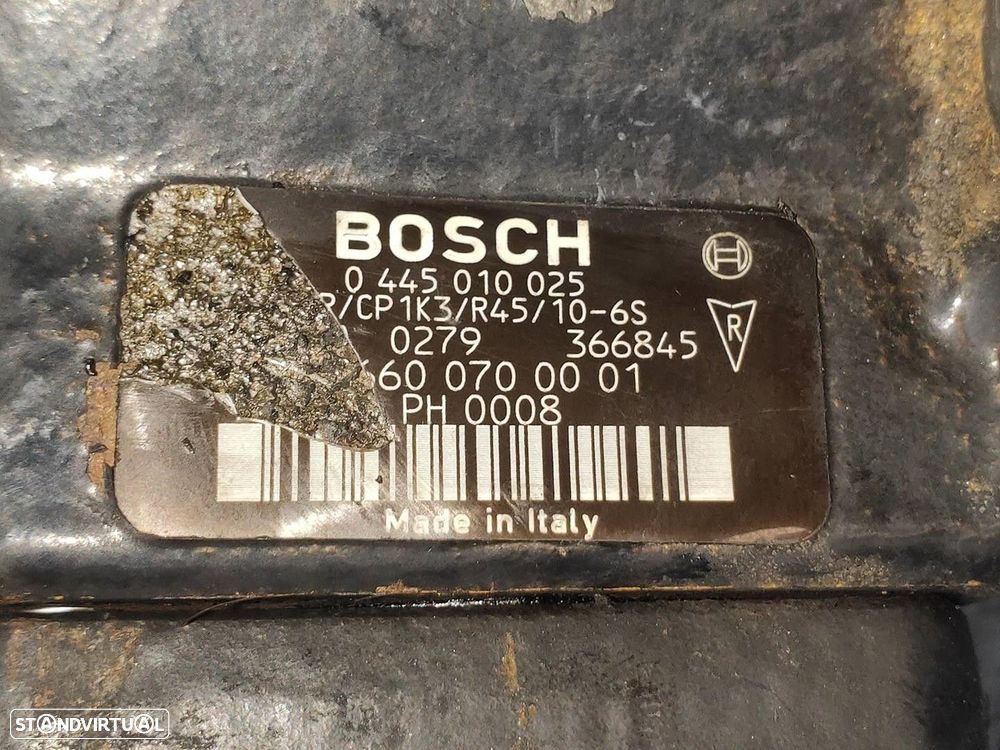 BOSCH
0 445 010 025
/CP1K3/R45/10-6S
R
0279 366845
660 070 00 01
PH 0008
Made in Italy
STANDVIRTUAL